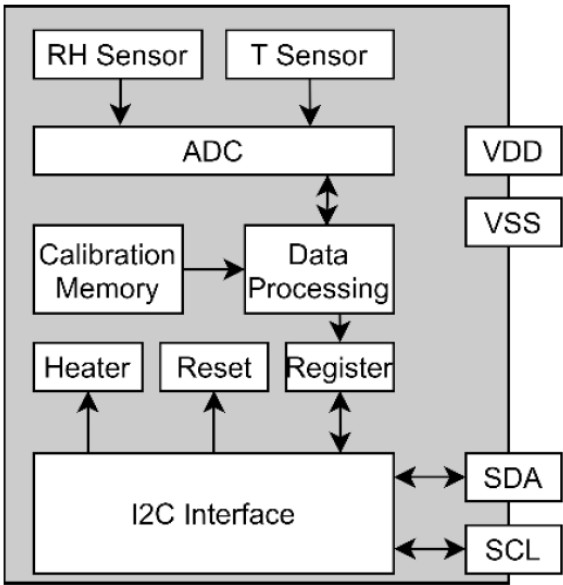 RH Sensor
T Sensor
ADC
VDD
VSS
Calibration
Memory
Data
Processing
Heater
Reset
Register
I2C Interface
SDA
SCL